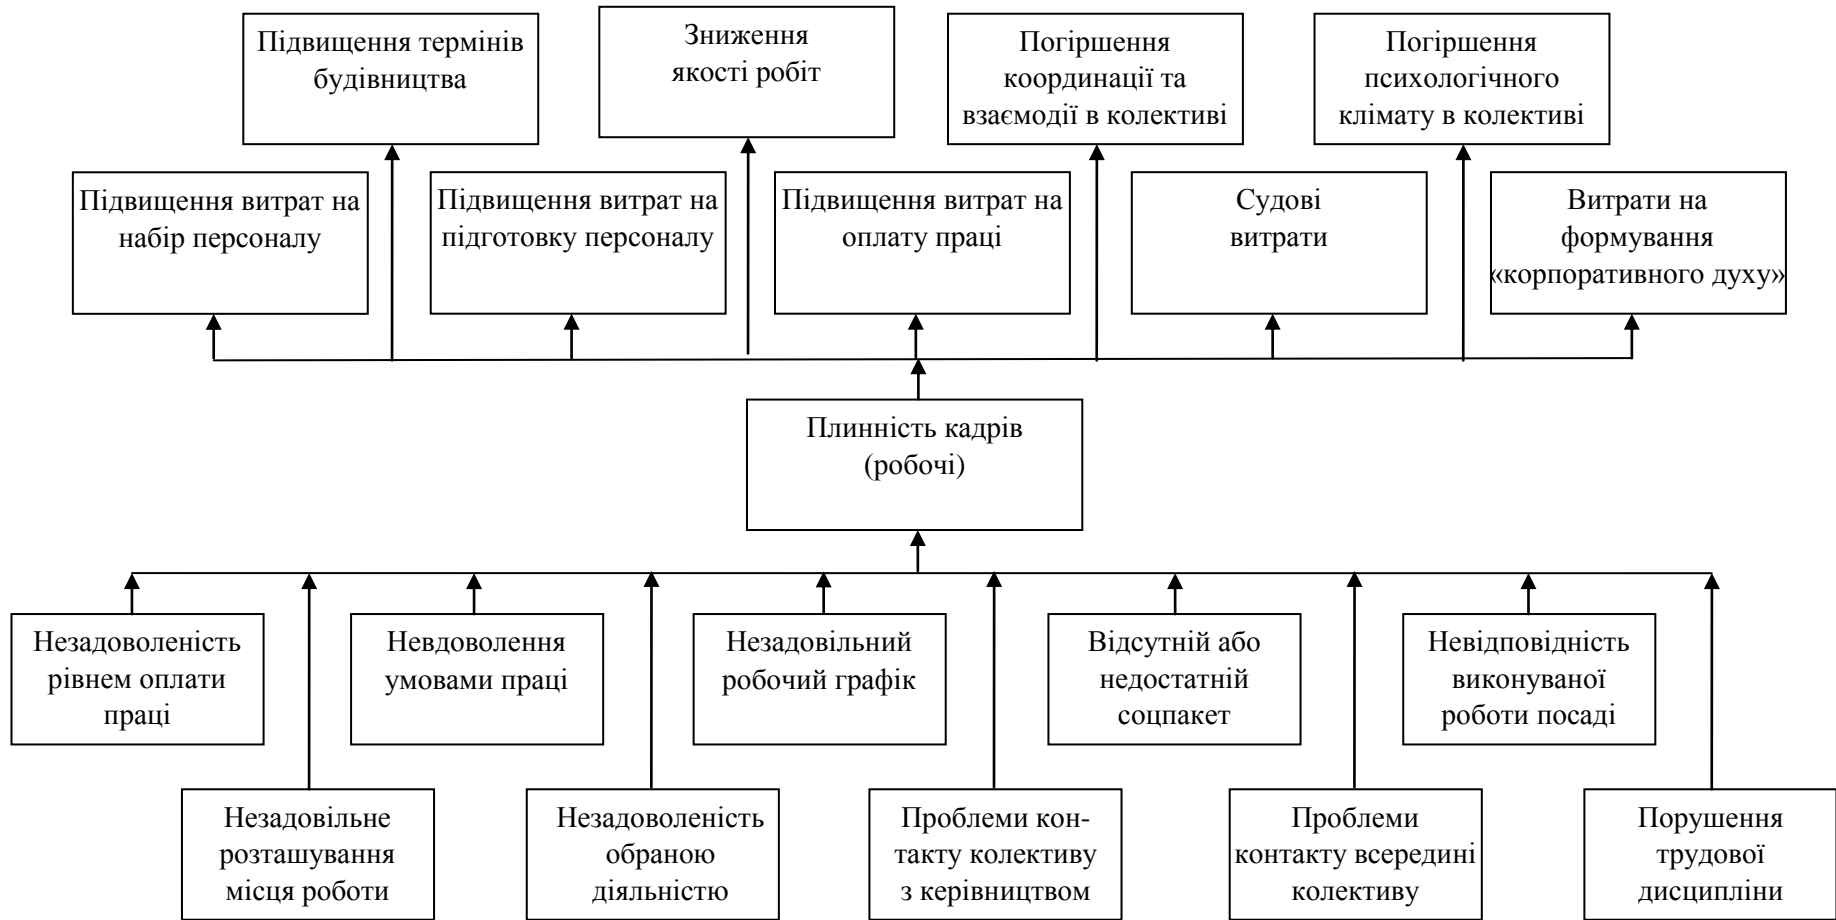 Підвищення термінів
будівництва
Зниження
якості робіт
Погіршення
координації та
взаємодії в колективі
Погіршення
психологічного
клімату в колективі
Підвищення витрат на
набір персоналу
Підвищення витрат на
підготовку персоналу
Підвищення витрат на
оплату праці
Судові
витрати
Витрати на
формування
«корпоративного духу»
Плинність кадрів
(робочі)
Незадоволеність
рівнем оплати
праці
Невдоволення
умовами праці
Незадовільний
робочий графік
Відсутній або
недостатній
соцпакет
Невідповідність
виконуваної
роботи посаді
Незадовільне
розташування
місця роботи
Незадоволеність
обраною
діяльністю
Проблеми кон-
такту колективу
з керівництвом
Проблеми
контакту всередині
колективу
Порушення
трудової
дисципліни